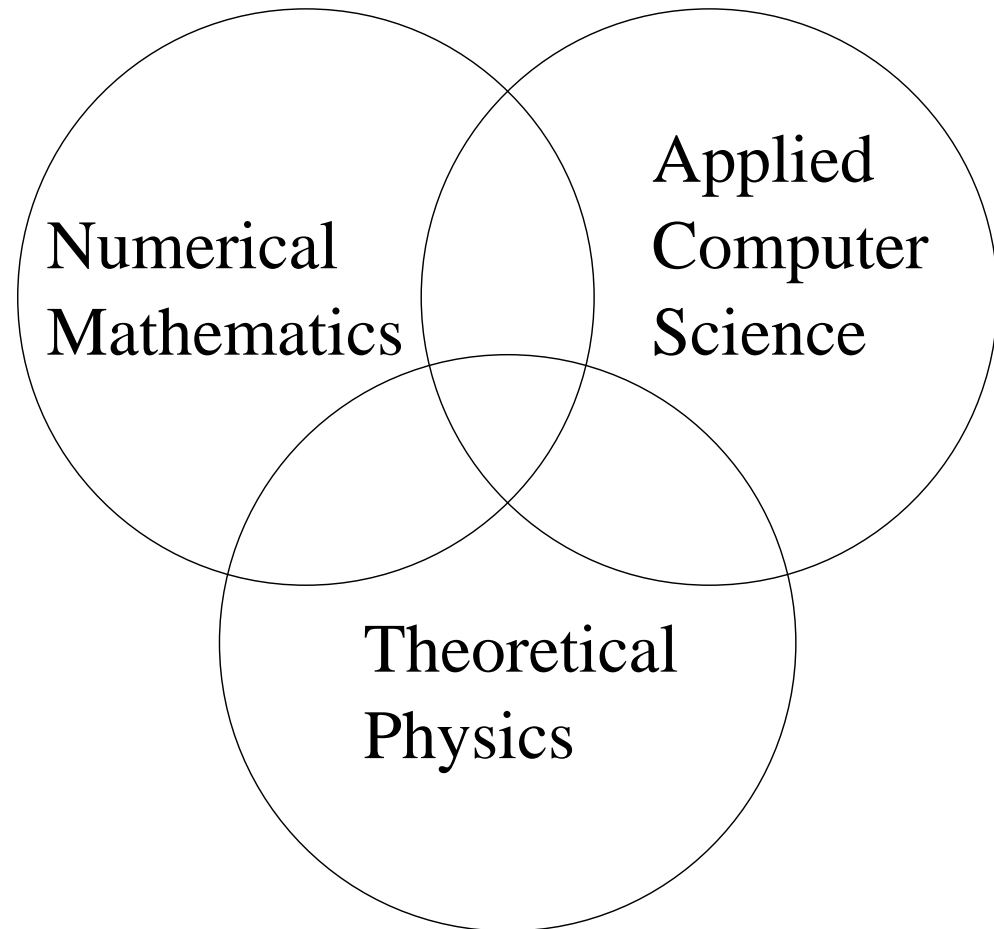 Numerical
Mathematics
Applied
Computer
Science
Theoretical
Physics